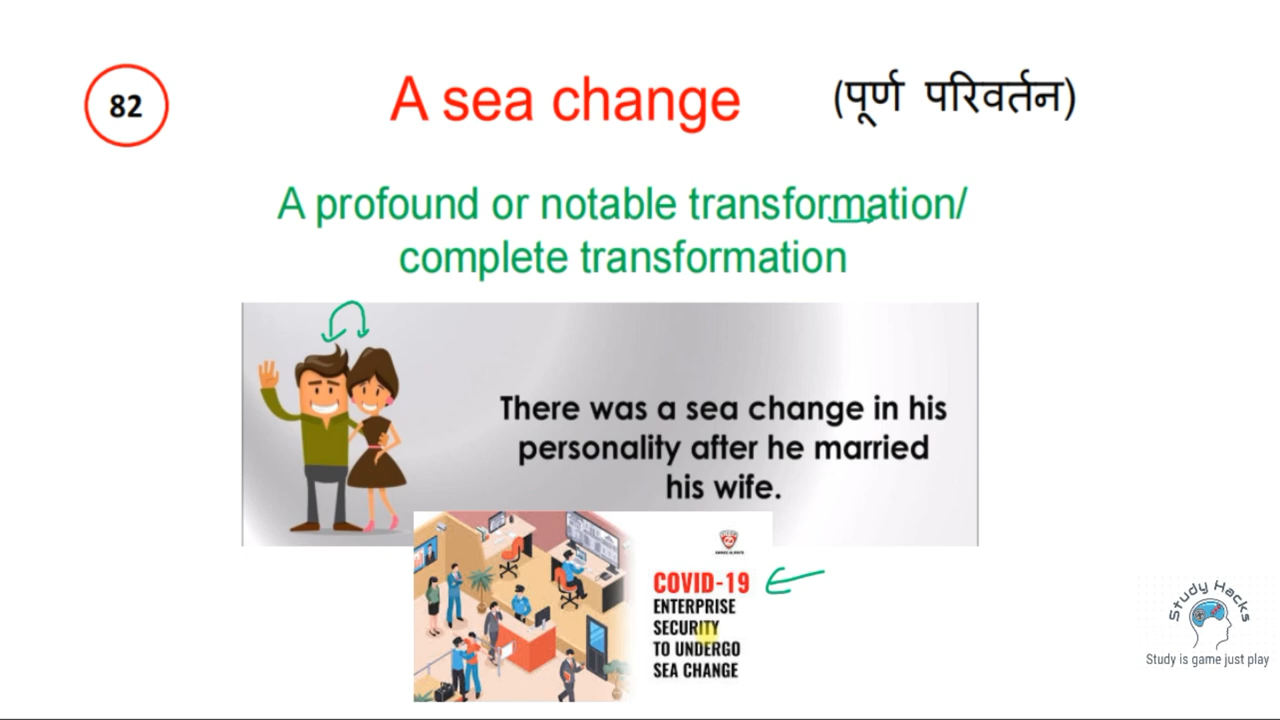 82
A sea change
(पूर्ण परिवर्तन)
A profound or notable transformation/
complete transformation
There was a sea change in his
personality after he married
his wife.
COVID-19
ENTERPRISE
SECURITY
TO UNDERGO
SEA CHANGE
Study Hacks
Study is game just play